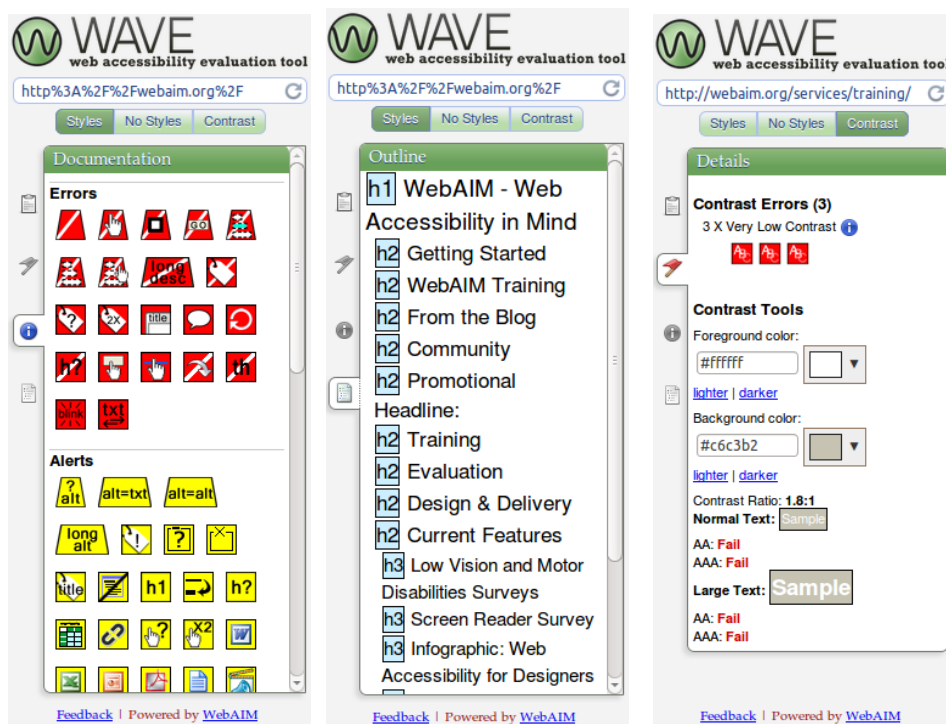 WAVE
web accessibility evaluation tool
http%3A%2F%2Fwebaim.org%2F
Styles No Styles Contrast
Documentation
Errors
GO
long desc
?
2X
title
h?
th
blink
txt
Alerts
? alt
alt=txt
alt=alt
long alt
!
?
title
h1
h?
?
X2
W
Feedback | Powered by WebAIM
WAVE
web accessibility evaluation tool
http%3A%2F%2Fwebaim.org%2F
Styles No Styles Contrast
Outline
h1 WebAIM - Web
Accessibility in Mind
h2 Getting Started
h2 WebAIM Training
h2 From the Blog
h2 Community
h2 Promotional
Headline:
h2 Training
h2 Evaluation
h2 Design & Delivery
h2 Current Features
h3 Low Vision and Motor
Disabilities Surveys
h3 Screen Reader Survey
h3 Infographic: Web
Accessibility for Designers
Feedback | Powered by WebAIM
WAVE
web accessibility evaluation tool
http://webaim.org/services/training/
Styles No Styles Contrast
Details
Contrast Errors (3)
3 X Very Low Contrast
ABC ABC ABC
Contrast Tools
Foreground color:
#ffffff
lighter | darker
Background color:
#c6c3b2
lighter | darker
Contrast Ratio: 1.8:1
Normal Text: Sample
AA: Fail
AAA: Fail
Large Text: Sample
AA: Fail
AAA: Fail
Feedback | Powered by WebAIM